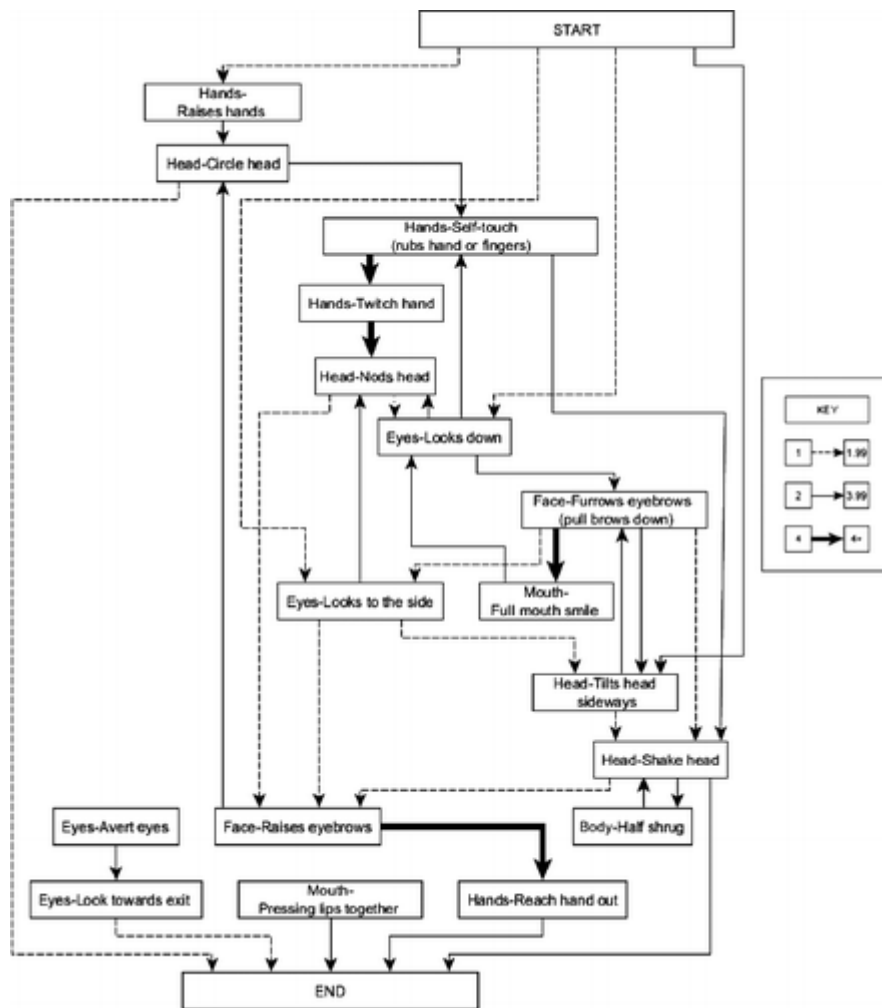 START
Hands-
Raises hands
Head-Circle head
Hands-Self-touch
(rubs hand or fingers)
Hands-Twitch hand
Head-Nods head
Eyes-Looks down
Face-Furrows eyebrows
(pull brows down)
Eyes-Looks to the side
Mouth-
Full mouth smile
Head-Tilts head
sideways
Head-Shake head
Eyes-Avert eyes
Face-Raises eyebrows
Body-Half shrug
Eyes-Look towards exit
Mouth-
Pressing lips together
Hands-Reach hand out
END
KEY
1 1.99
2 3.99
4 4+